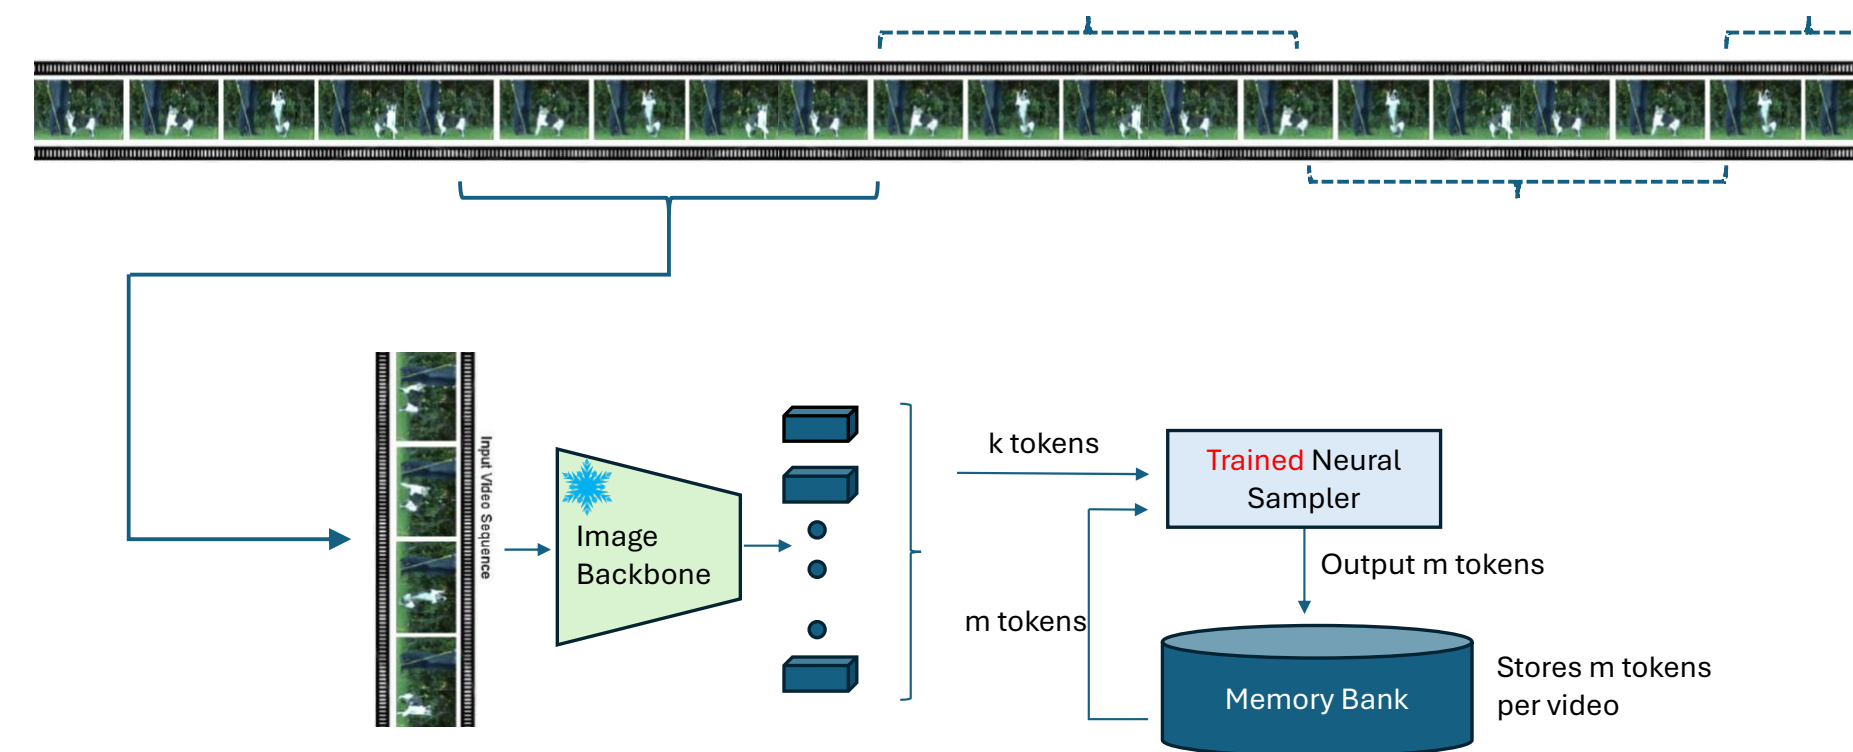 Input Video Sequence
Image
Backbone
k tokens
m tokens
Trained Neural
Sampler
Output m tokens
Memory Bank
Stores m tokens
per video